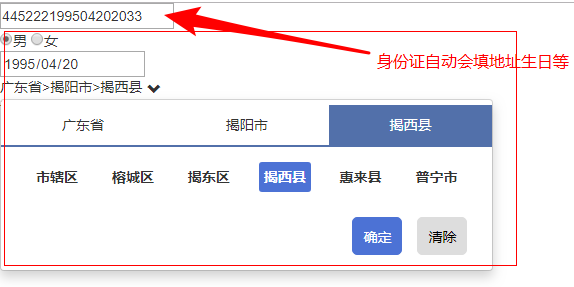 445222199504202033
男 女
身份证自动会填地址生日等
1995/04/20
广东省>揭阳市>揭西县
广东省 揭阳市 揭西县
市辖区 榕城区 揭东区 揭西县 惠来县 普宁市
确定 清除